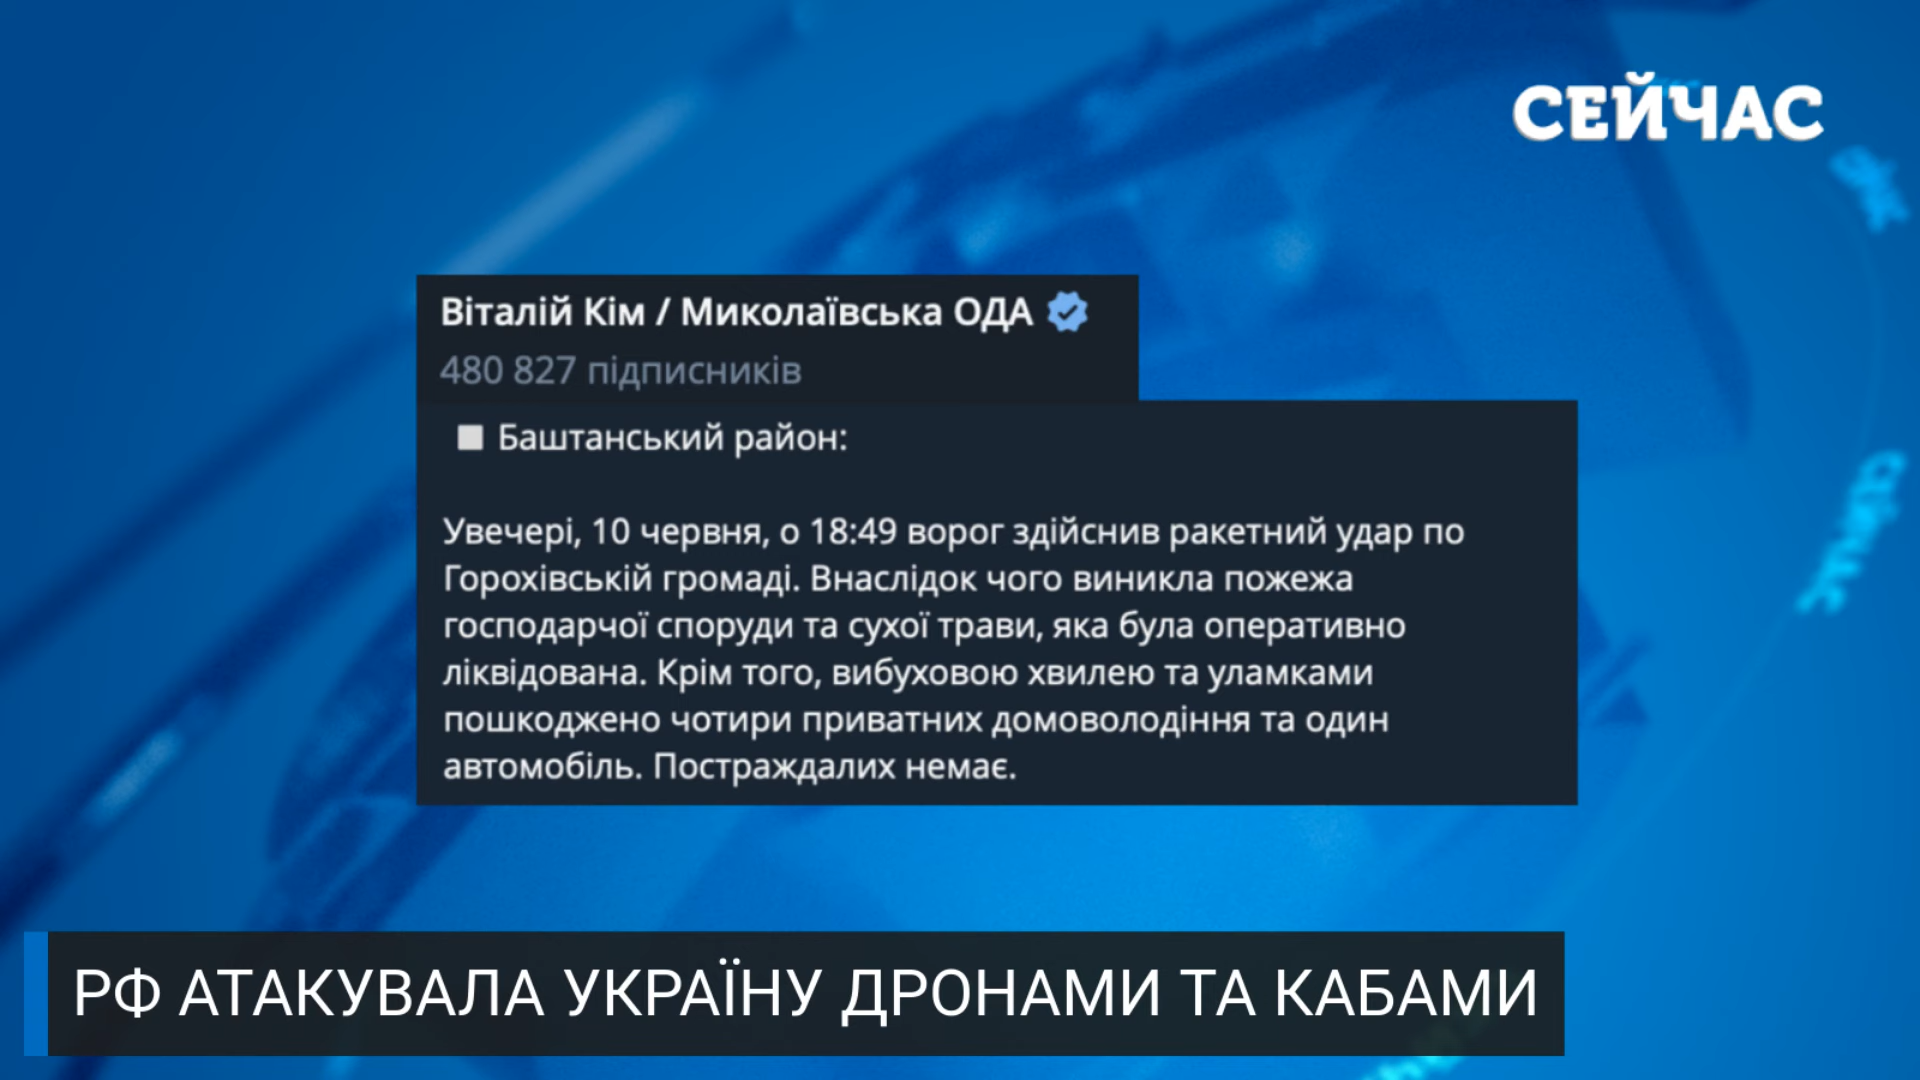 СЕЙЧАС
Віталій Кім / Миколаївська ОДА
480 827 підписників
Баштанський район:
Увечері, 10 червня, о 18:49 ворог здійснив ракетний удар по
Горохівській громаді. Внаслідок чого виникла пожежа
господарчої споруди та сухої трави, яка була оперативно
ліквідована. Крім того, вибуховою хвилею та уламками
пошкоджено чотири приватних домоволодіння та один
автомобіль. Постраждалих немає.
РФ АТАКУВАЛА УКРАЇНУ ДРОНАМИ ТА КАБАМИ